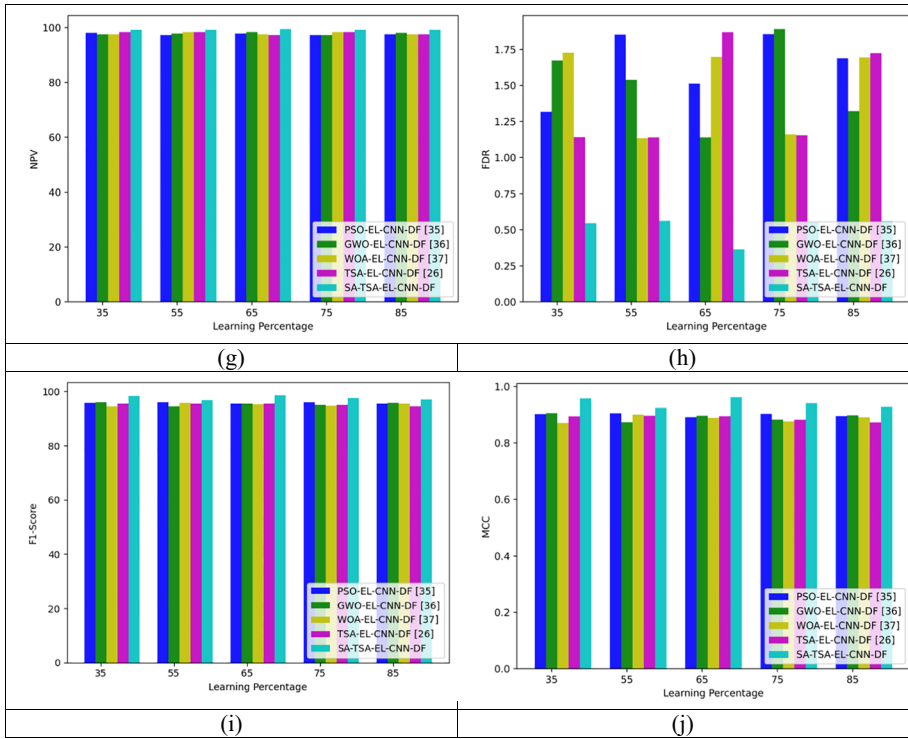 100
80
60
40
20
0
NPV
35 55 65 75 85
Learning Percentage
PSO-EL-CNN-DF [35]
GWO-EL-CNN-DF [36]
WOA-EL-CNN-DF [37]
TSA-EL-CNN-DF [26]
SA-TSA-EL-CNN-DF
(g)
1.75
1.50
1.25
1.00
0.75
0.50
0.25
0.00
FDR
35 55 65 75 85
Learning Percentage
PSO-EL-CNN-DF [35]
GWO-EL-CNN-DF [36]
WOA-EL-CNN-DF [37]
TSA-EL-CNN-DF [26]
SA-TSA-EL-CNN-DF
(h)
100
80
60
40
20
0
F1-Score
35 55 65 75 85
Learning Percentage
PSO-EL-CNN-DF [35]
GWO-EL-CNN-DF [36]
WOA-EL-CNN-DF [37]
TSA-EL-CNN-DF [26]
SA-TSA-EL-CNN-DF
(i)
1.0
0.8
0.6
0.4
0.2
0.0
MCC
35 55 65 75 85
Learning Percentage
PSO-EL-CNN-DF [35]
GWO-EL-CNN-DF [36]
WOA-EL-CNN-DF [37]
TSA-EL-CNN-DF [26]
SA-TSA-EL-CNN-DF
(j)